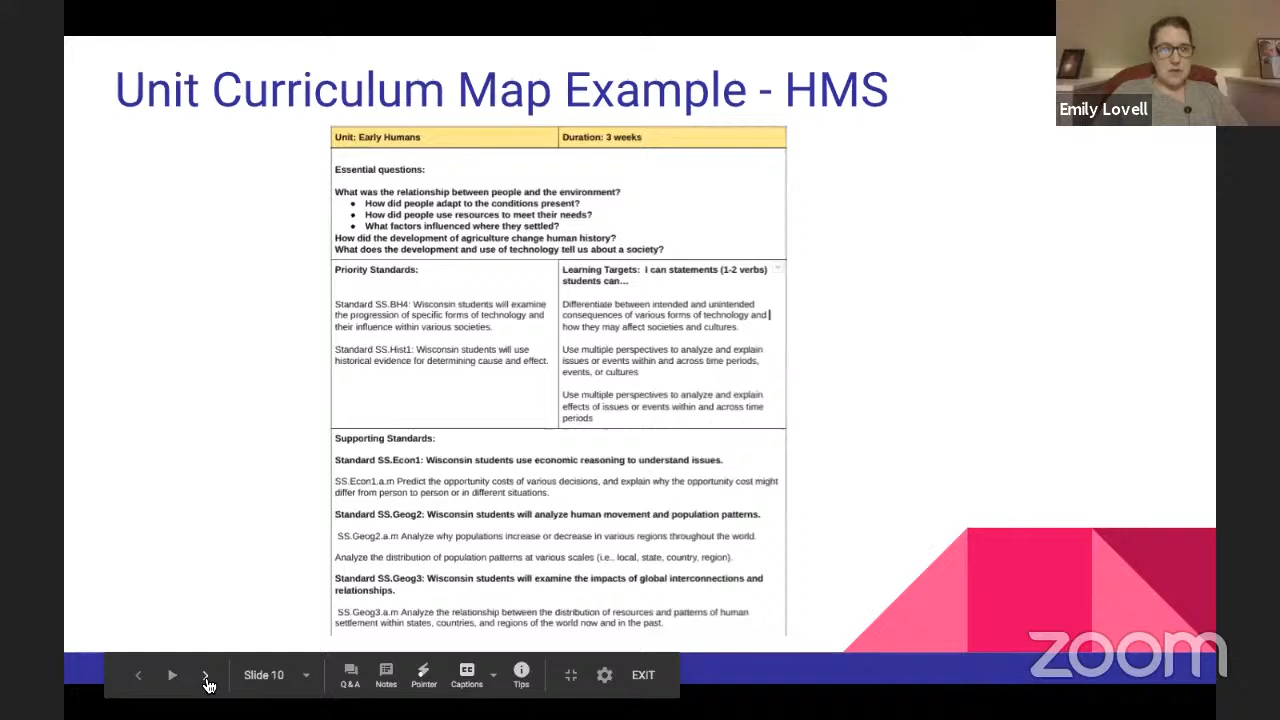 Unit Curriculum Map Example - HMS
Emily Lovell
Unit: Early Humans
Duration: 3 weeks
Essential questions:
What was the relationship between people and the environment?
• How did people adapt to the conditions present?
• How did people use resources to meet their needs?
• What factors influenced where they settled?
How did the development of agriculture change human history?
What does the development and use of technology tell us about a society?
Priority Standards:
Standard SS.BH4: Wisconsin students will examine
the progression of specific forms of technology and
their influence within various societies.
Standard SS.Hist1: Wisconsin students will use
historical evidence for determining cause and effect.
Learning Targets: I can statements (1-2 verbs)
students can...
Differentiate between intended and unintended
consequences of various forms of technology and
how they may affect societies and cultures.
Use multiple perspectives to analyze and explain
issues or events within and across time periods,
events, or cultures
Use multiple perspectives to analyze and explain
effects of issues or events within and across time
periods
Supporting Standards:
Standard SS.Econ1: Wisconsin students use economic reasoning to understand issues.
SS.Econ1.a.m Predict the opportunity costs of various decisions, and explain why the opportunity cost might
differ from person to person or in different situations.
Standard SS.Geog2: Wisconsin students will analyze human movement and population patterns.
SS.Geog2.a.m Analyze why populations increase or decrease in various regions throughout the world.
Analyze the distribution of population patterns at various scales (i.e., local, state, country, region).
Standard SS.Geog3: Wisconsin students will examine the impacts of global interconnections and
relationships.
SS.Geog3.a.m Analyze the relationship between the distribution of resources and patterns of human
settlement within states, countries, and regions of the world now and in the past.
zoom
Slide 10
Q & A
Notes
Pointer
Captions
Tips
EXIT